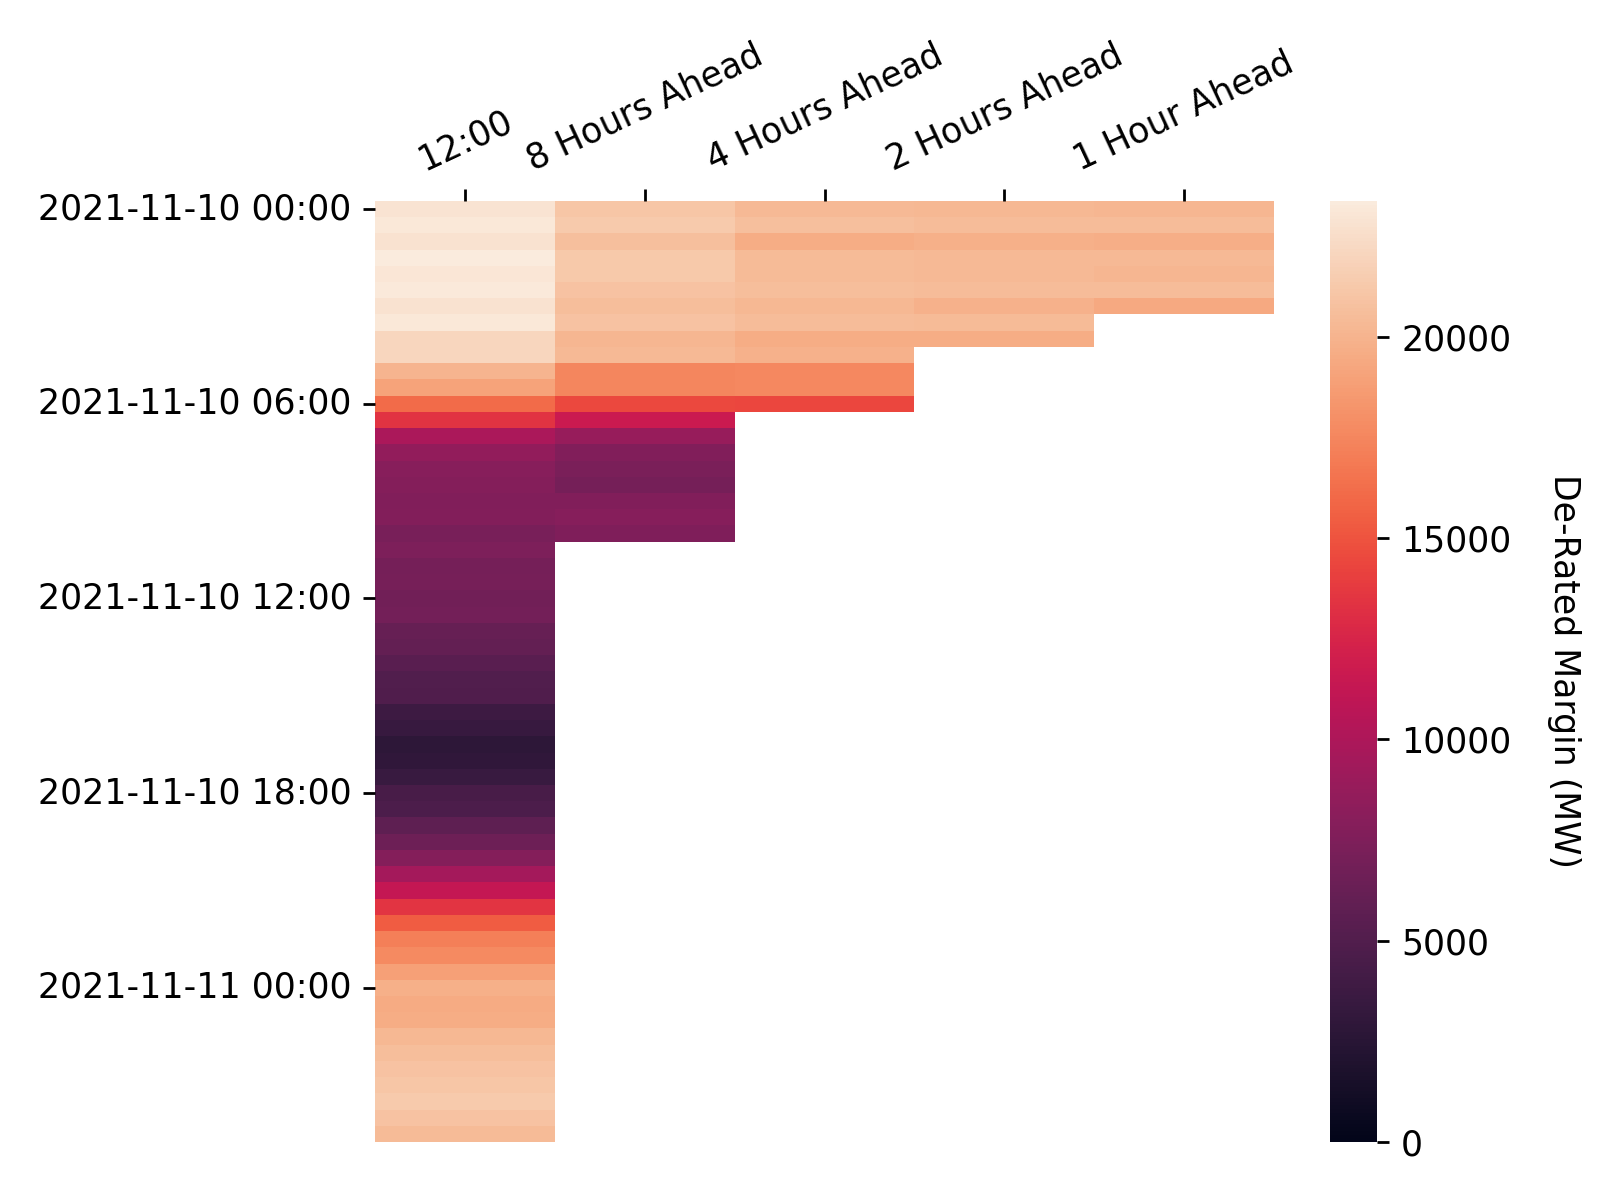 12:00
8 Hours Ahead
4 Hours Ahead
2 Hours Ahead
1 Hour Ahead
2021-11-10 00:00
2021-11-10 06:00
2021-11-10 12:00
2021-11-10 18:00
2021-11-11 00:00
20000
15000
10000
5000
0
De-Rated Margin (MW)